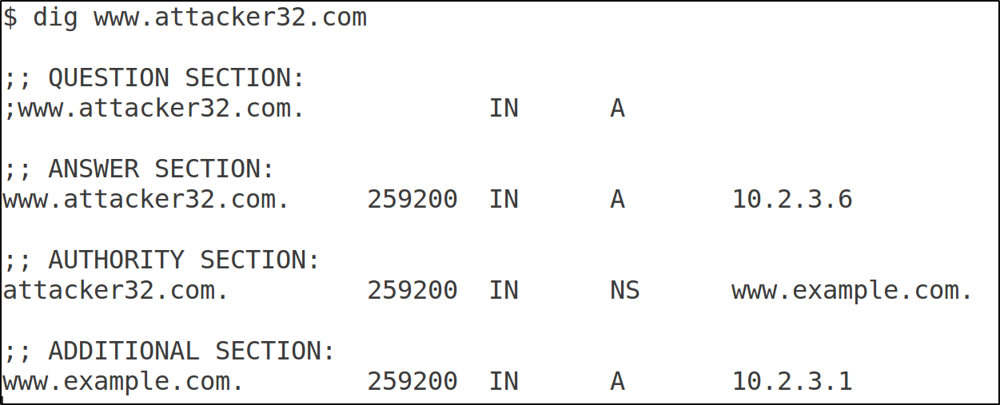 $ dig www.attacker32.com
;; QUESTION SECTION:
;www.attacker32.com. IN A
;; ANSWER SECTION:
www.attacker32.com. 259200 IN A 10.2.3.6
;; AUTHORITY SECTION:
attacker32.com. 259200 IN NS www.example.com.
;; ADDITIONAL SECTION:
www.example.com. 259200 IN A 10.2.3.1